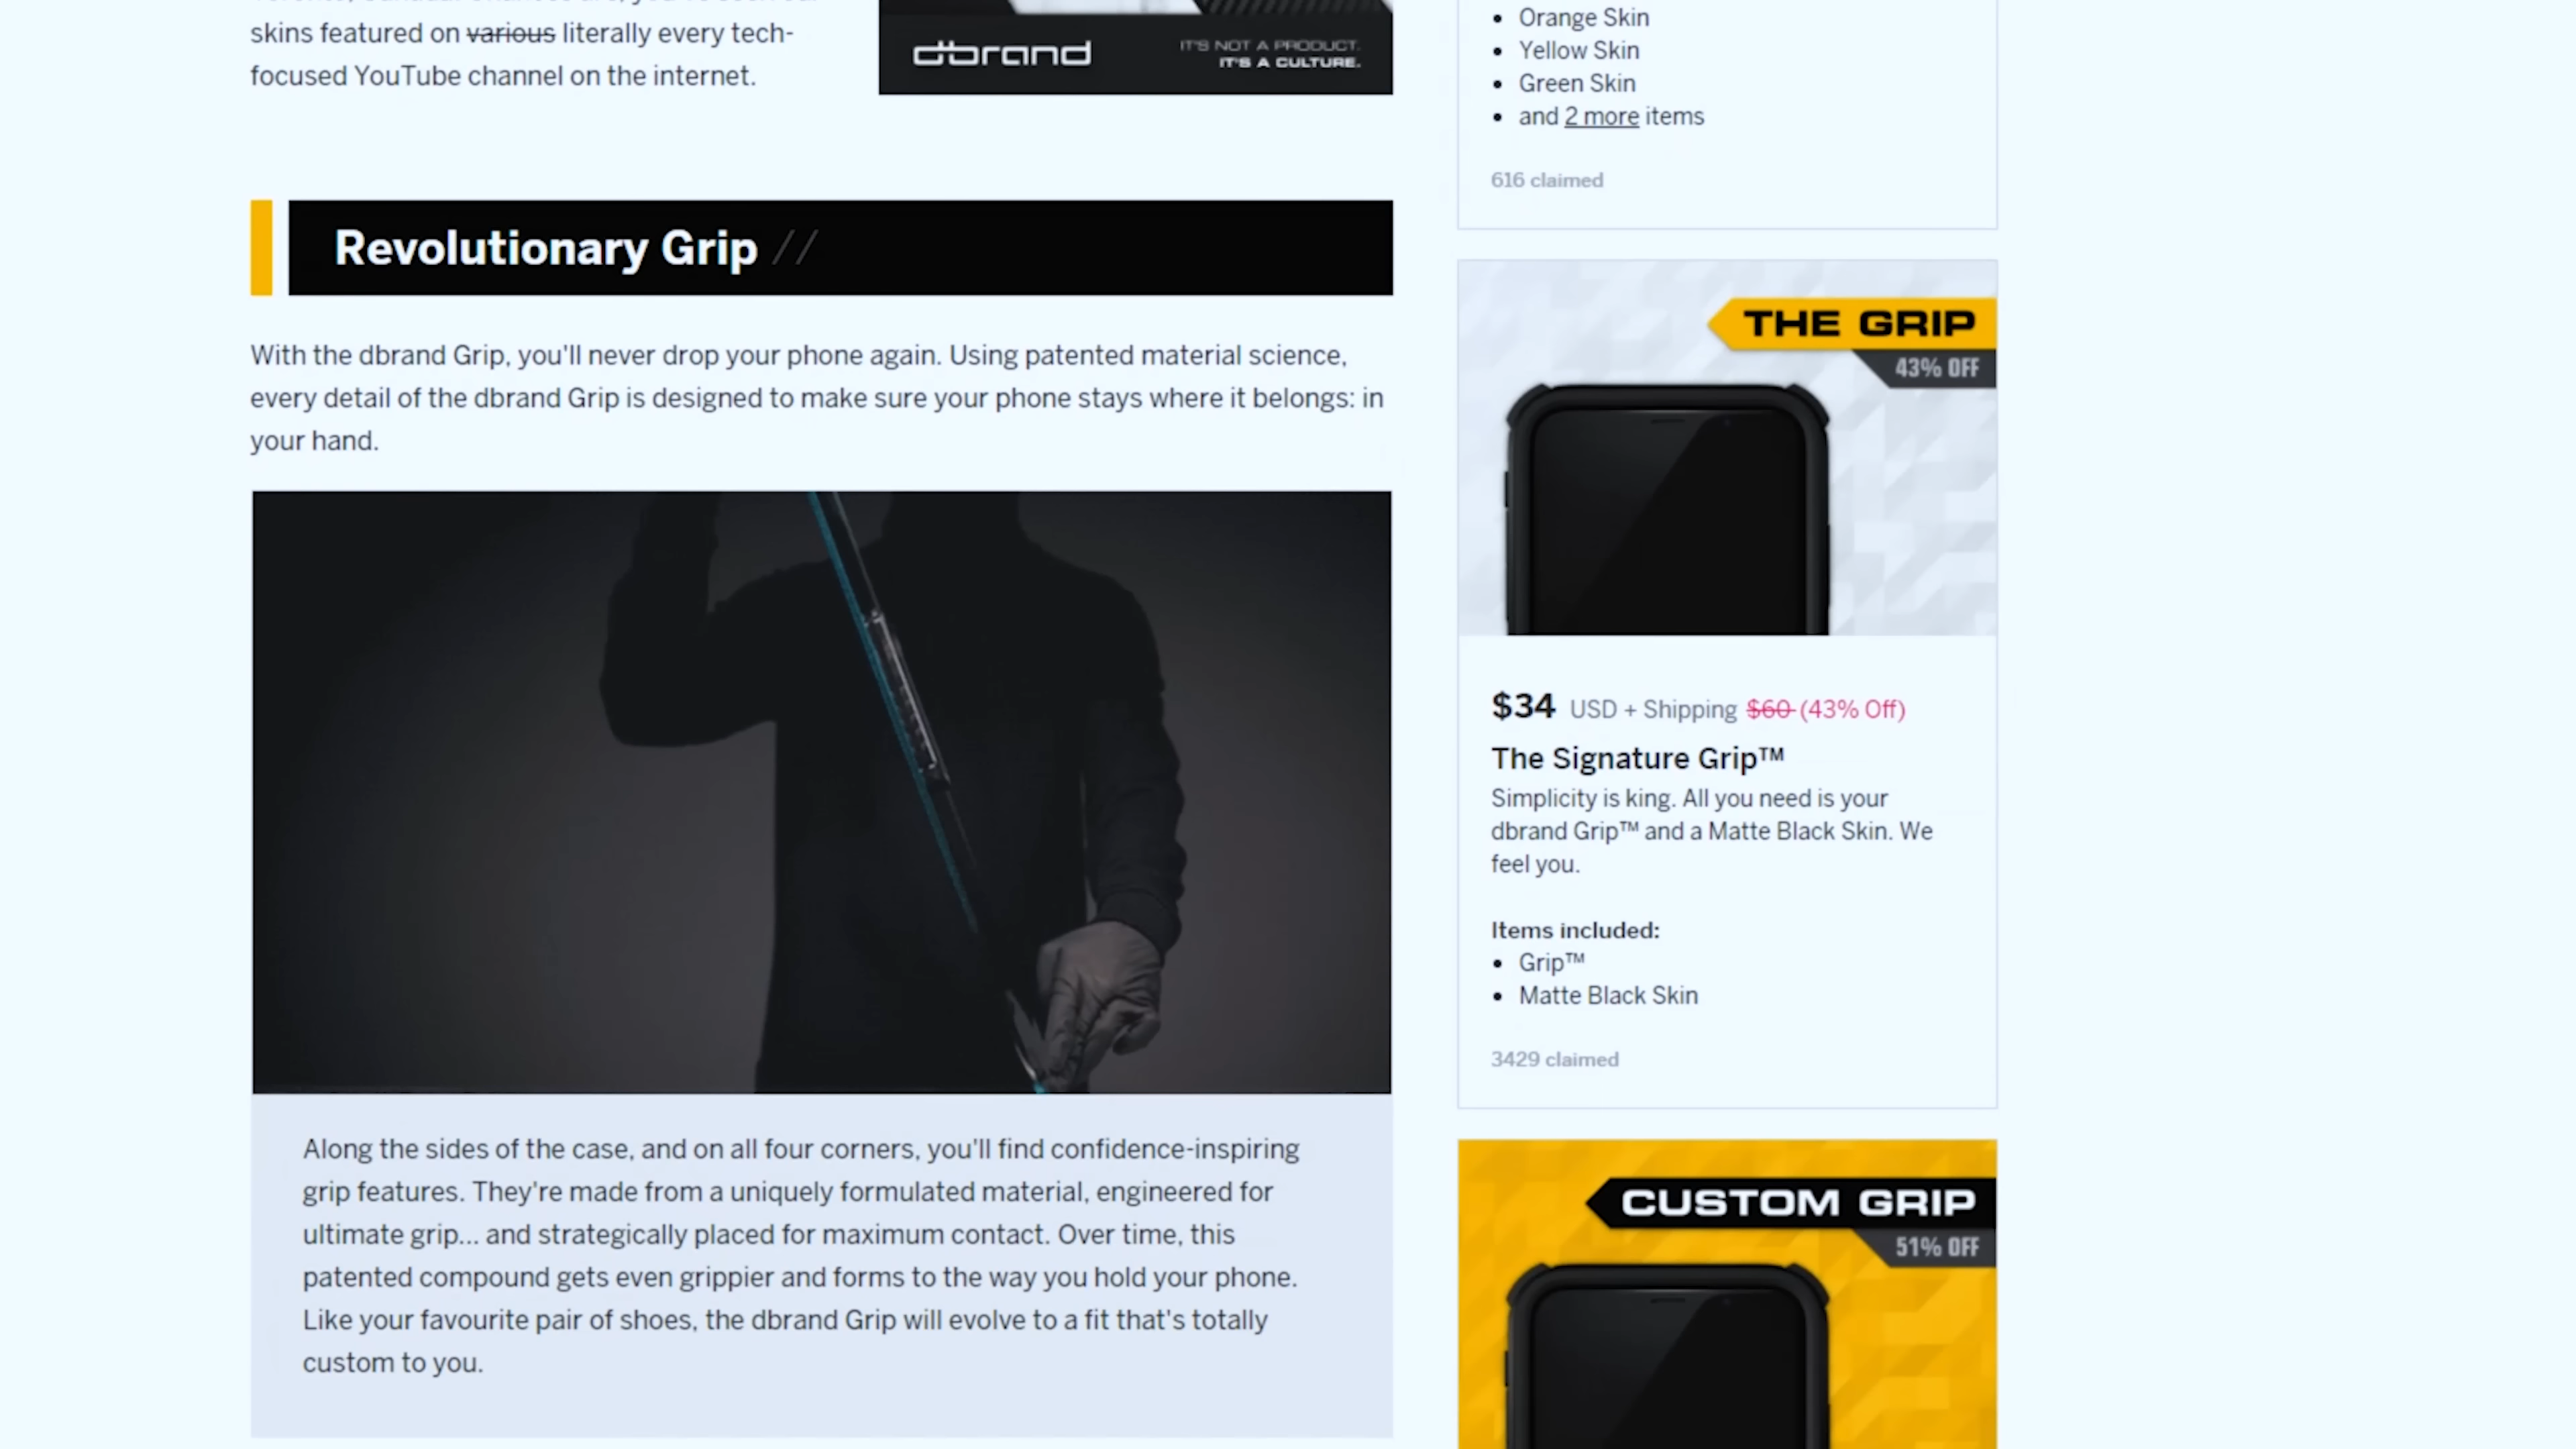 skins featured on various literally every tech-
focused YouTube channel on the internet.
dbrand
IT'S NOT A PRODUCT.
IT'S A CULTURE.
Revolutionary Grip //
With the dbrand Grip, you'll never drop your phone again. Using patented material science,
every detail of the dbrand Grip is designed to make sure your phone stays where it belongs: in
your hand.
Along the sides of the case, and on all four corners, you'll find confidence-inspiring
grip features. They're made from a uniquely formulated material, engineered for
ultimate grip... and strategically placed for maximum contact. Over time, this
patented compound gets even grippier and forms to the way you hold your phone.
Like your favourite pair of shoes, the dbrand Grip will evolve to a fit that's totally
custom to you.
• Orange Skin
• Yellow Skin
• Green Skin
• and 2 more items
616 claimed
THE GRIP
43% OFF
$34 USD + Shipping $60 (43% Off)
The Signature Grip™
Simplicity is king. All you need is your
dbrand Grip™ and a Matte Black Skin. We
feel you.
Items included:
• Grip™
• Matte Black Skin
3429 claimed
CUSTOM GRIP
51% OFF